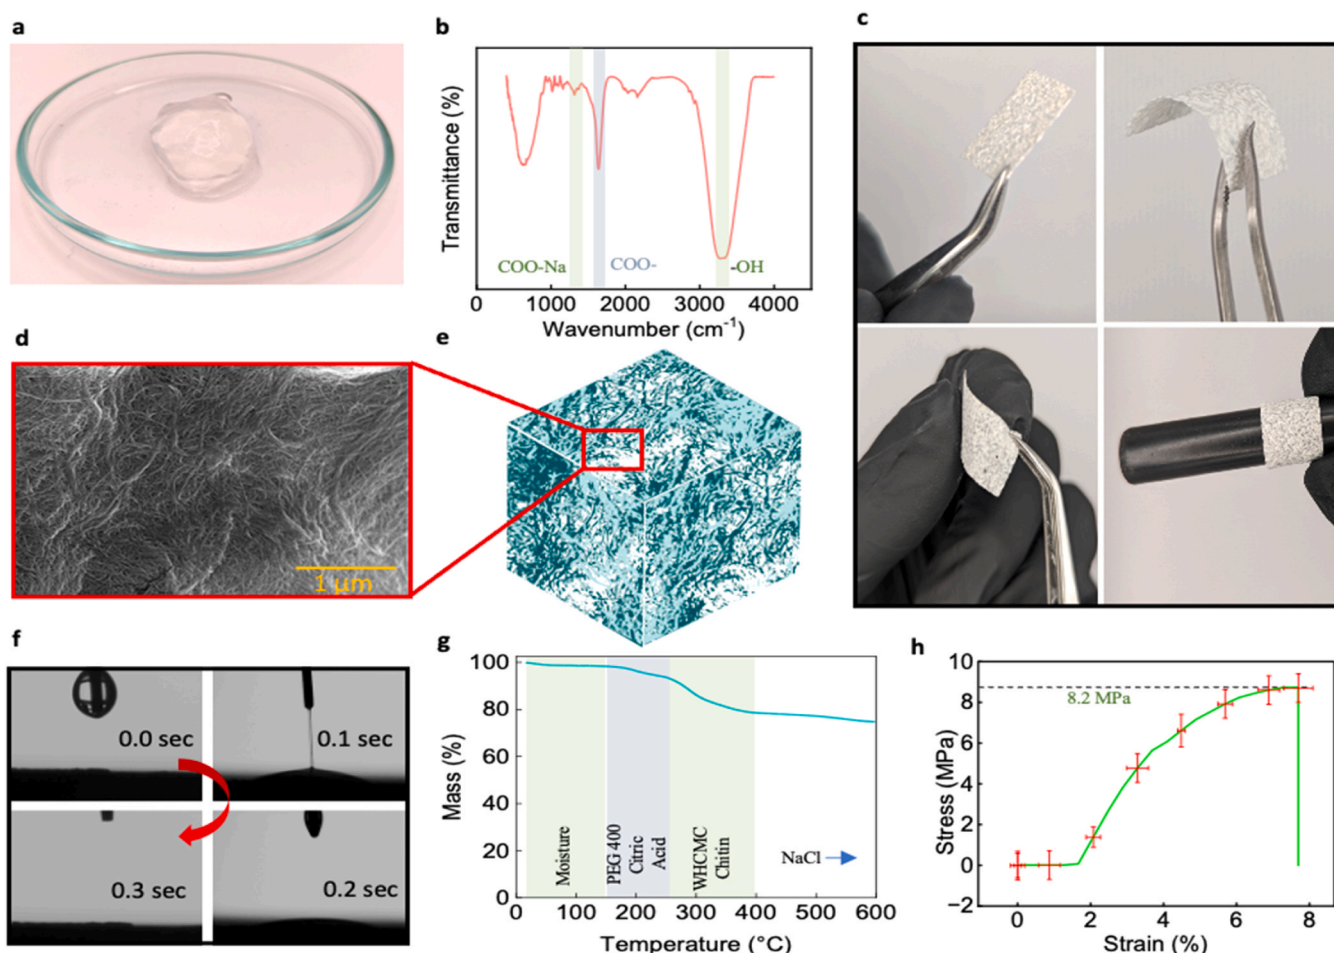 a
b
c
Transmittance (%)
COO-Na
COO-
-OH
0
1000
2000
3000
4000
Wavenumber (cm-1)
d
e
1 µm
f
0.0 sec
0.1 sec
0.3 sec
0.2 sec
g
Mass (%)
100
80
60
40
20
0
Moisture
PEG 400
Citric
Acid
WHCMC
Chitin
NaCl
0
100
200
300
400
500
600
Temperature (°C)
h
Stress (MPa)
10
8
6
4
2
0
−2
8.2 MPa
0
2
4
6
8
Strain (%)